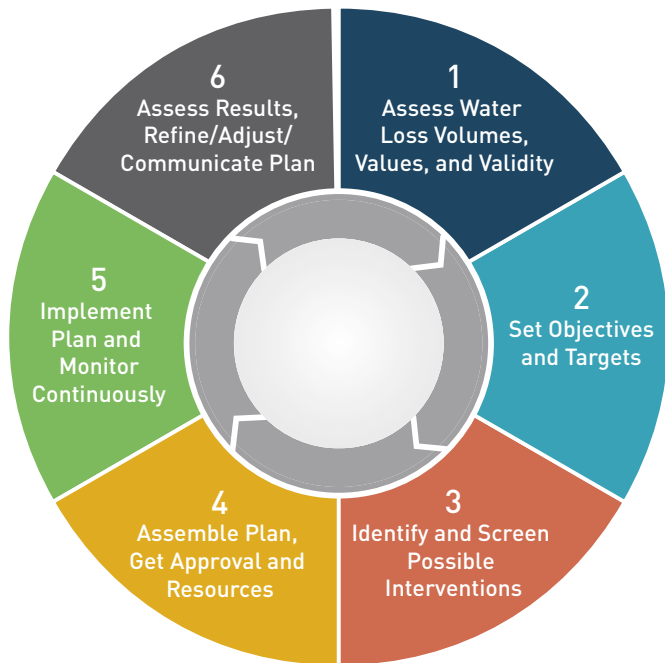 1
Assess Water
Loss Volumes,
Values, and Validity
2
Set Objectives
and Targets
3
Identify and Screen
Possible
Interventions
4
Assemble Plan,
Get Approval and
Resources
5
Implement
Plan and
Monitor
Continuously
6
Assess Results,
Refine/Adjust/
Communicate Plan